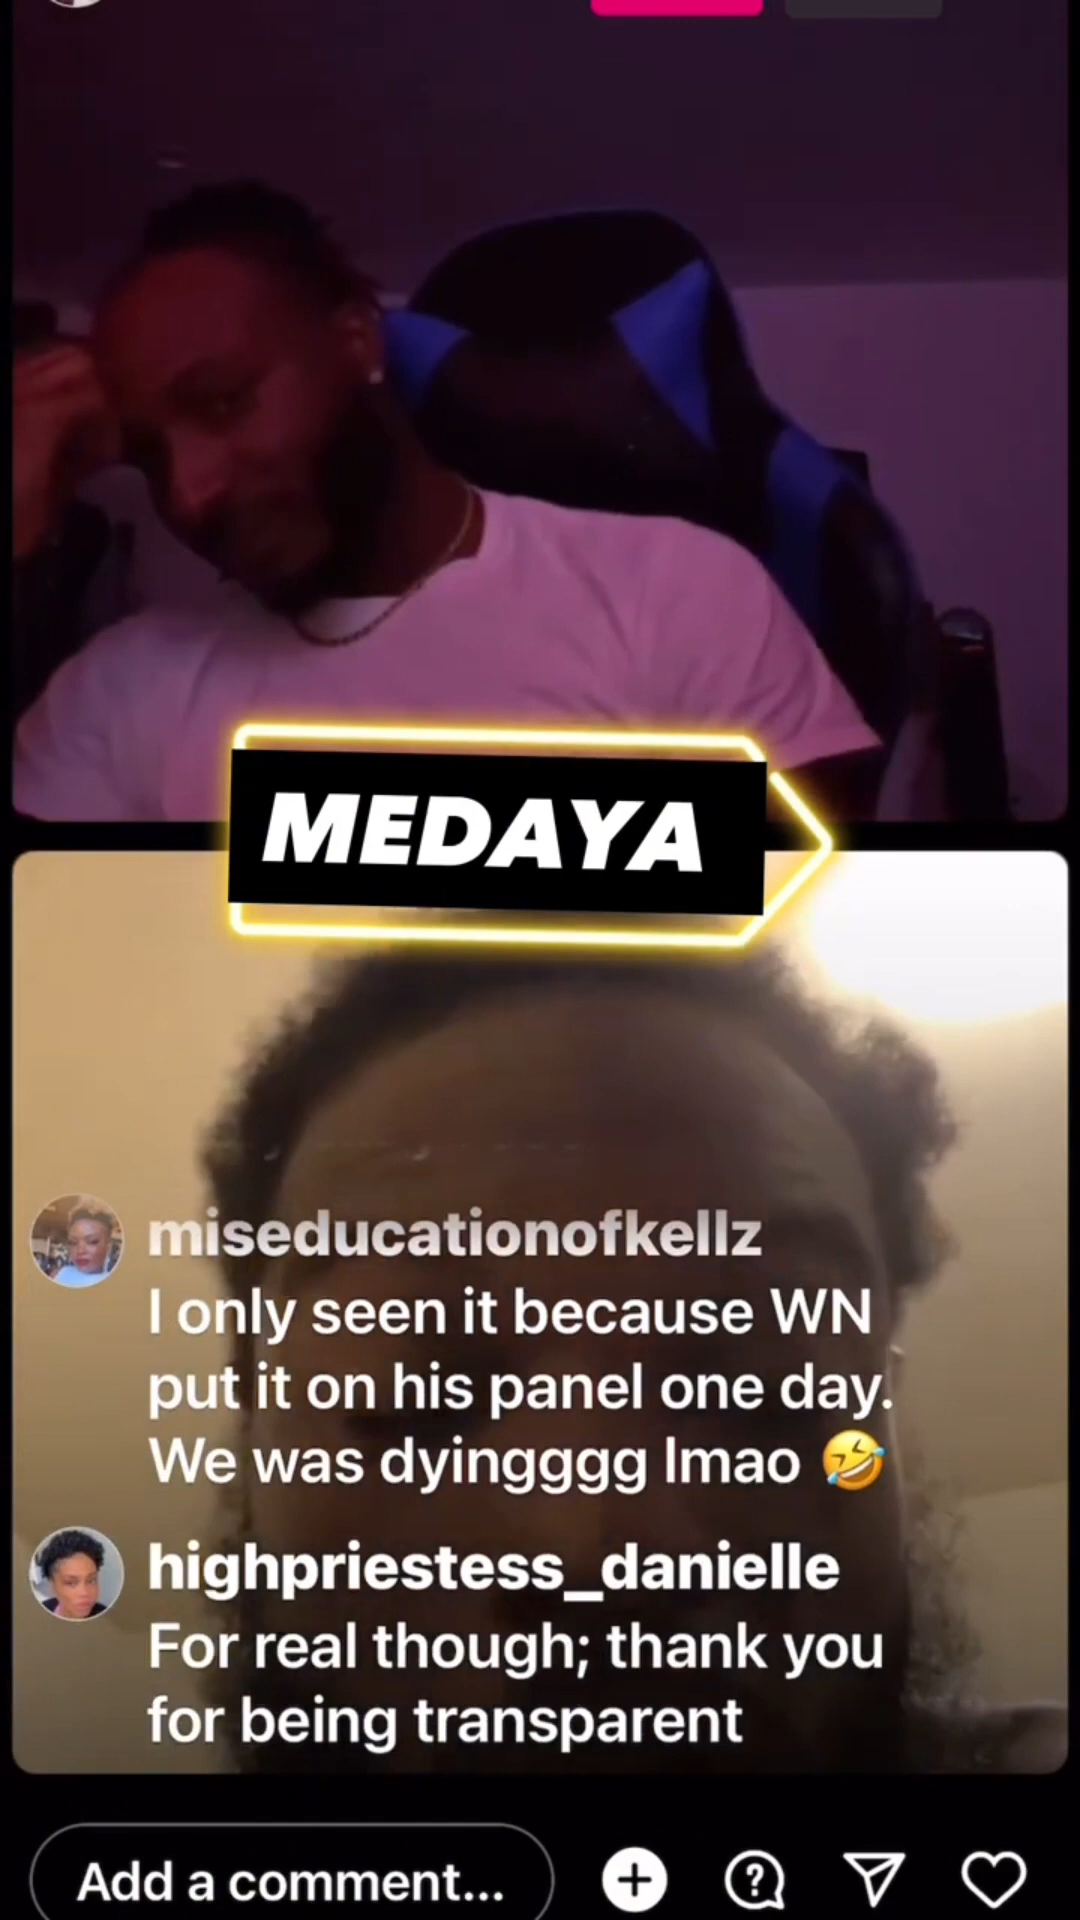 MEDAYA
miseducationofkellz
I only seen it because WN
put it on his panel one day.
We was dyingggg lmao 🤣
highpriestess_danielle
For real though; thank you
for being transparent
Add a comment...